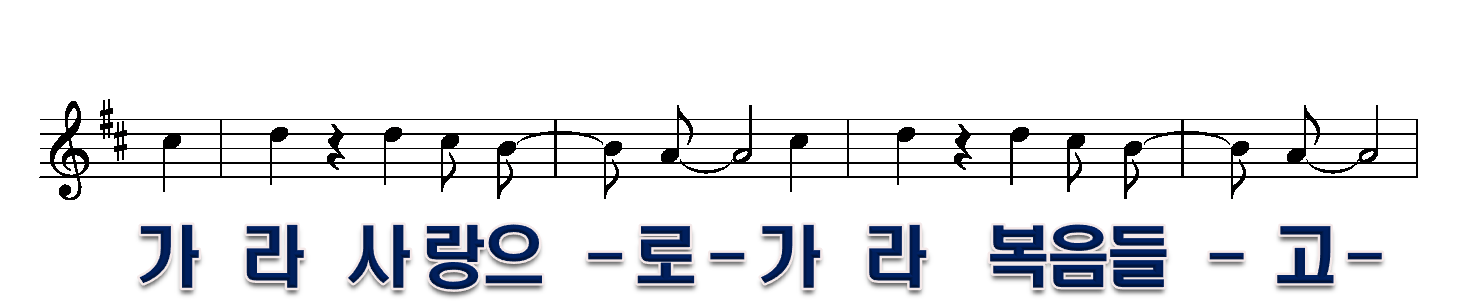 가 라 사랑으 -로-가 라 복음들 - 고-